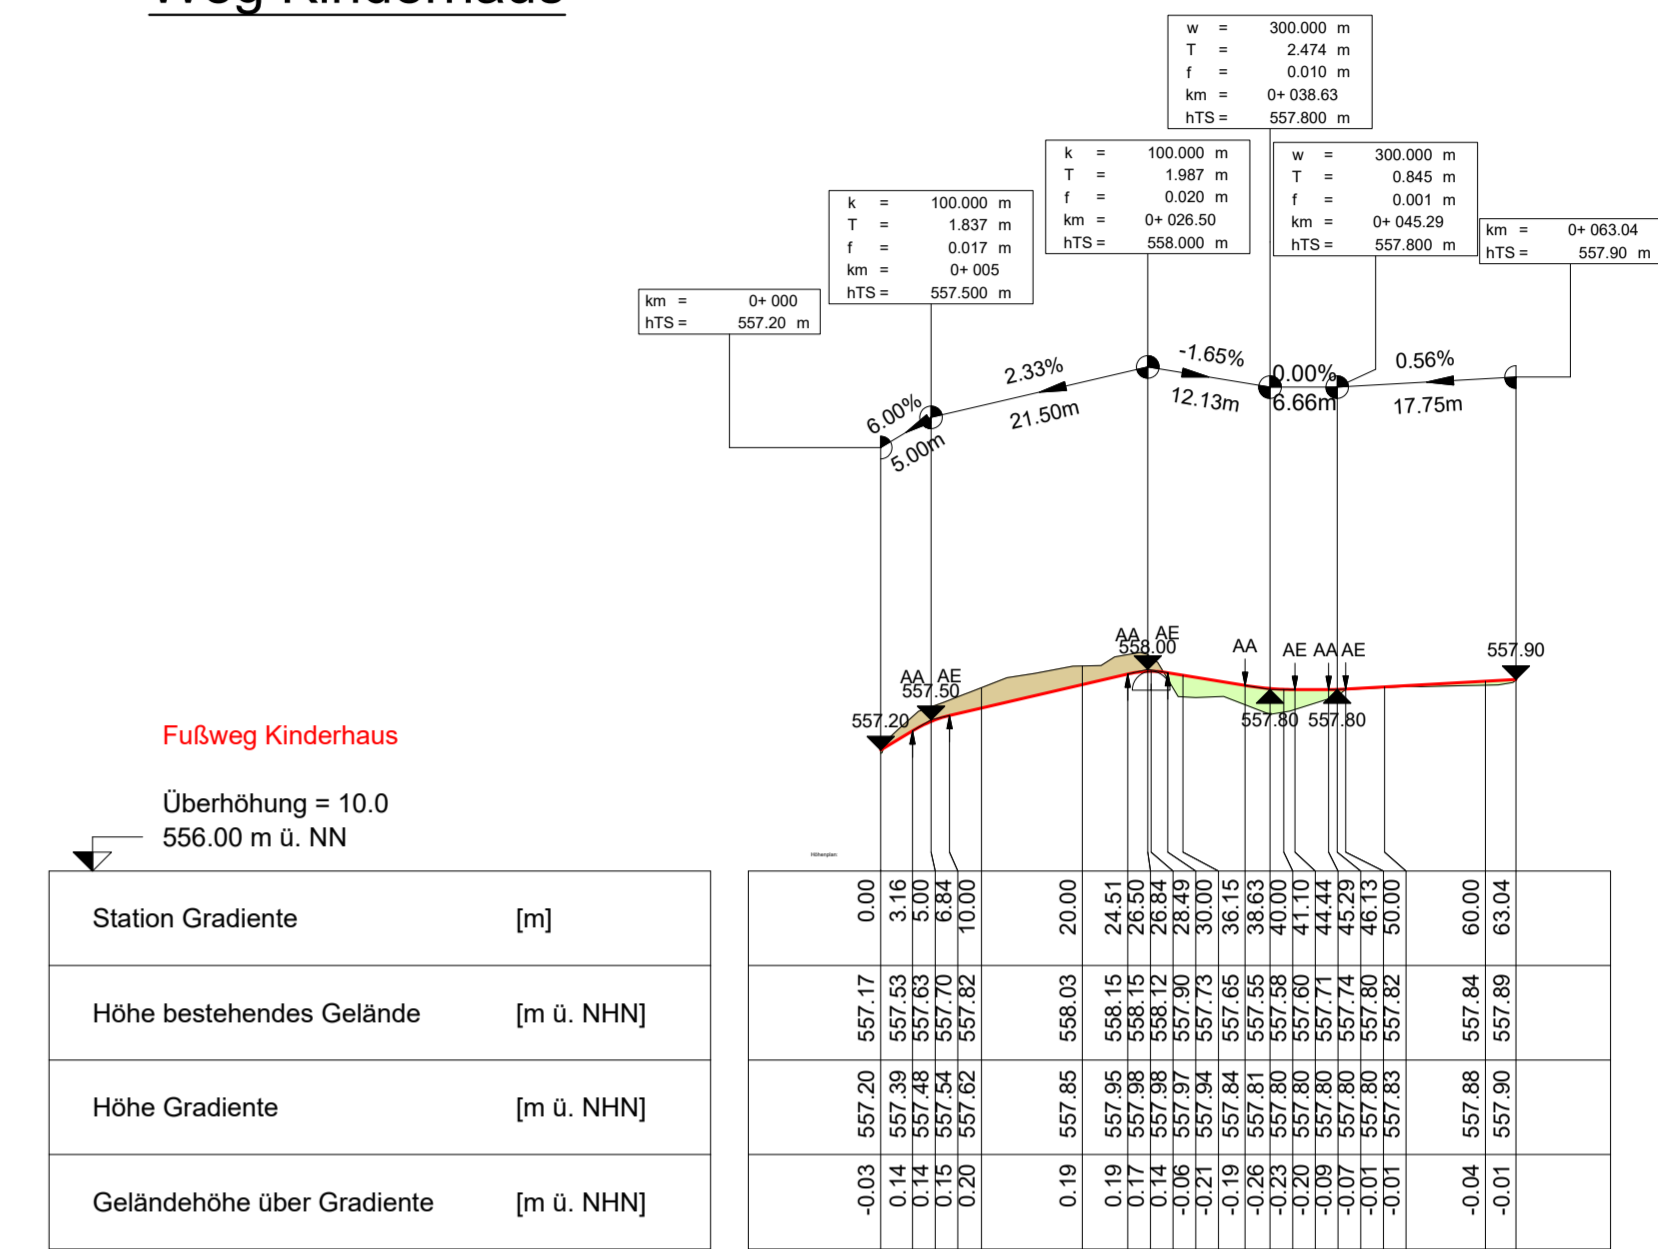 Weg Kinderhaus
w = 300.000 m
T = 2.474 m
f = 0.010 m
km = 0+ 038.63
hTS = 557.800 m
k = 100.000 m
T = 1.987 m
f = 0.020 m
km = 0+ 026.50
hTS = 558.000 m
w = 300.000 m
T = 0.845 m
f = 0.001 m
km = 0+ 045.29
hTS = 557.800 m
k = 100.000 m
T = 1.837 m
f = 0.017 m
km = 0+ 005
hTS = 557.500 m
km = 0+ 063.04
hTS = 557.90 m
km = 0+ 000
hTS = 557.20 m
6.00%
5.00m
2.33%
21.50m
-1.65%
12.13m
0.00%
6.66m
0.56%
17.75m
AA AE
558.00
AA
AE AA AE
557.90
AA AE
557.50
557.20
557.80 557.80
Fußweg Kinderhaus
Überhöhung = 10.0
556.00 m ü. NN
Höhenplan
Station Gradiente [m] 0.00 3.16 5.00 6.84 10.00 20.00 24.51 26.50 26.84 28.49 30.00 36.15 38.63 40.00 41.10 44.44 45.29 46.13 50.00 60.00 63.04
Höhe bestehendes Gelände [m ü. NHN] 557.17 557.53 557.63 557.70 557.82 558.03 558.15 558.15 558.12 557.90 557.73 557.65 557.55 557.58 557.60 557.71 557.74 557.80 557.82 557.84 557.89
Höhe Gradiente [m ü. NHN] 557.20 557.39 557.48 557.54 557.62 557.85 557.95 557.98 557.98 557.97 557.94 557.84 557.81 557.80 557.80 557.80 557.80 557.80 557.83 557.88 557.90
Geländehöhe über Gradiente [m ü. NHN] -0.03 0.14 0.14 0.15 0.20 0.19 0.19 0.17 0.14 -0.06 -0.21 -0.19 -0.26 -0.23 -0.20 -0.09 -0.07 -0.01 -0.01 -0.04 -0.01